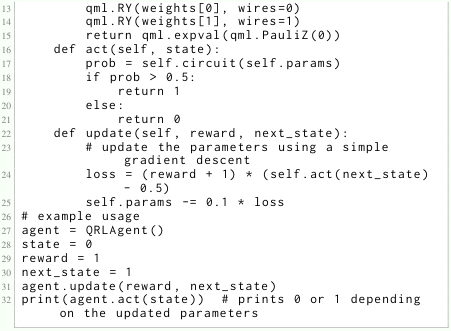 13 qml.RY(weights[0], wires=0)
14 qml.RY(weights[1], wires=1)
15 return qml.expval(qml.PauliZ(0))
16 def act(self, state):
17 prob = self.circuit(self.params)
18 if prob > 0.5:
19 return 1
20 else:
21 return 0
22 def update(self, reward, next_state):
23 # update the parameters using a simple
gradient descent
24 loss = (reward + 1) * (self.act(next_state)
- 0.5)
25 self.params -= 0.1 * loss
26 # example usage
27 agent = QRLAgent()
28 state = 0
29 reward = 1
30 next_state = 1
31 agent.update(reward, next_state)
32 print(agent.act(state)) # prints 0 or 1 depending
on the updated parameters